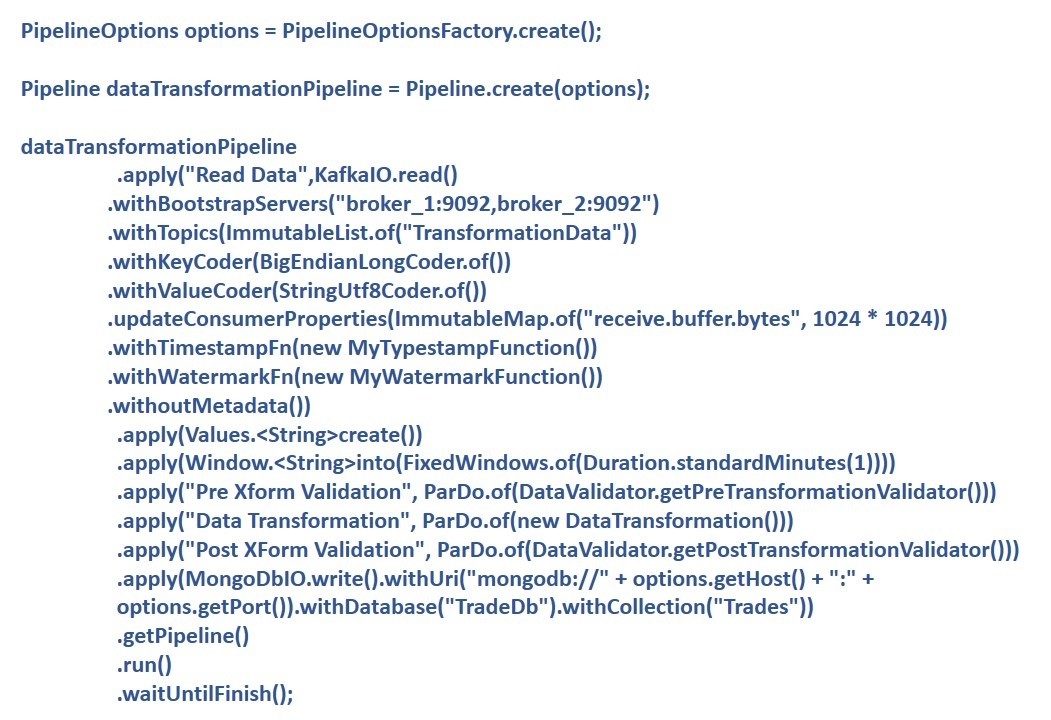 PipelineOptions options = PipelineOptionsFactory.create();
Pipeline dataTransformationPipeline = Pipeline.create(options);
dataTransformationPipeline
.apply("Read Data",KafkaIO.read()
.withBootstrapServers("broker_1:9092,broker_2:9092")
.withTopics(ImmutableList.of("TransformationData"))
.withKeyCoder(BigEndianLongCoder.of())
.withValueCoder(StringUtf8Coder.of())
.updateConsumerProperties(ImmutableMap.of("receive.buffer.bytes", 1024 * 1024))
.withTimestampFn(new MyTypestampFunction())
.withWatermarkFn(new MyWatermarkFunction())
.withoutMetadata())
.apply(Values.<String>create())
.apply(Window.<String>into(FixedWindows.of(Duration.standardMinutes(1))))
.apply("Pre Xform Validation", ParDo.of(DataValidator.getPreTransformationValidator()))
.apply("Data Transformation", ParDo.of(new DataTransformation()))
.apply("Post XForm Validation", ParDo.of(DataValidator.getPostTransformationValidator()))
.apply(MongoDbIO.write().withUri("mongodb://" + options.getHost() + ":" +
options.getPort()).withDatabase("TradeDb").withCollection("Trades"))
.getPipeline()
.run()
.waitUntilFinish();